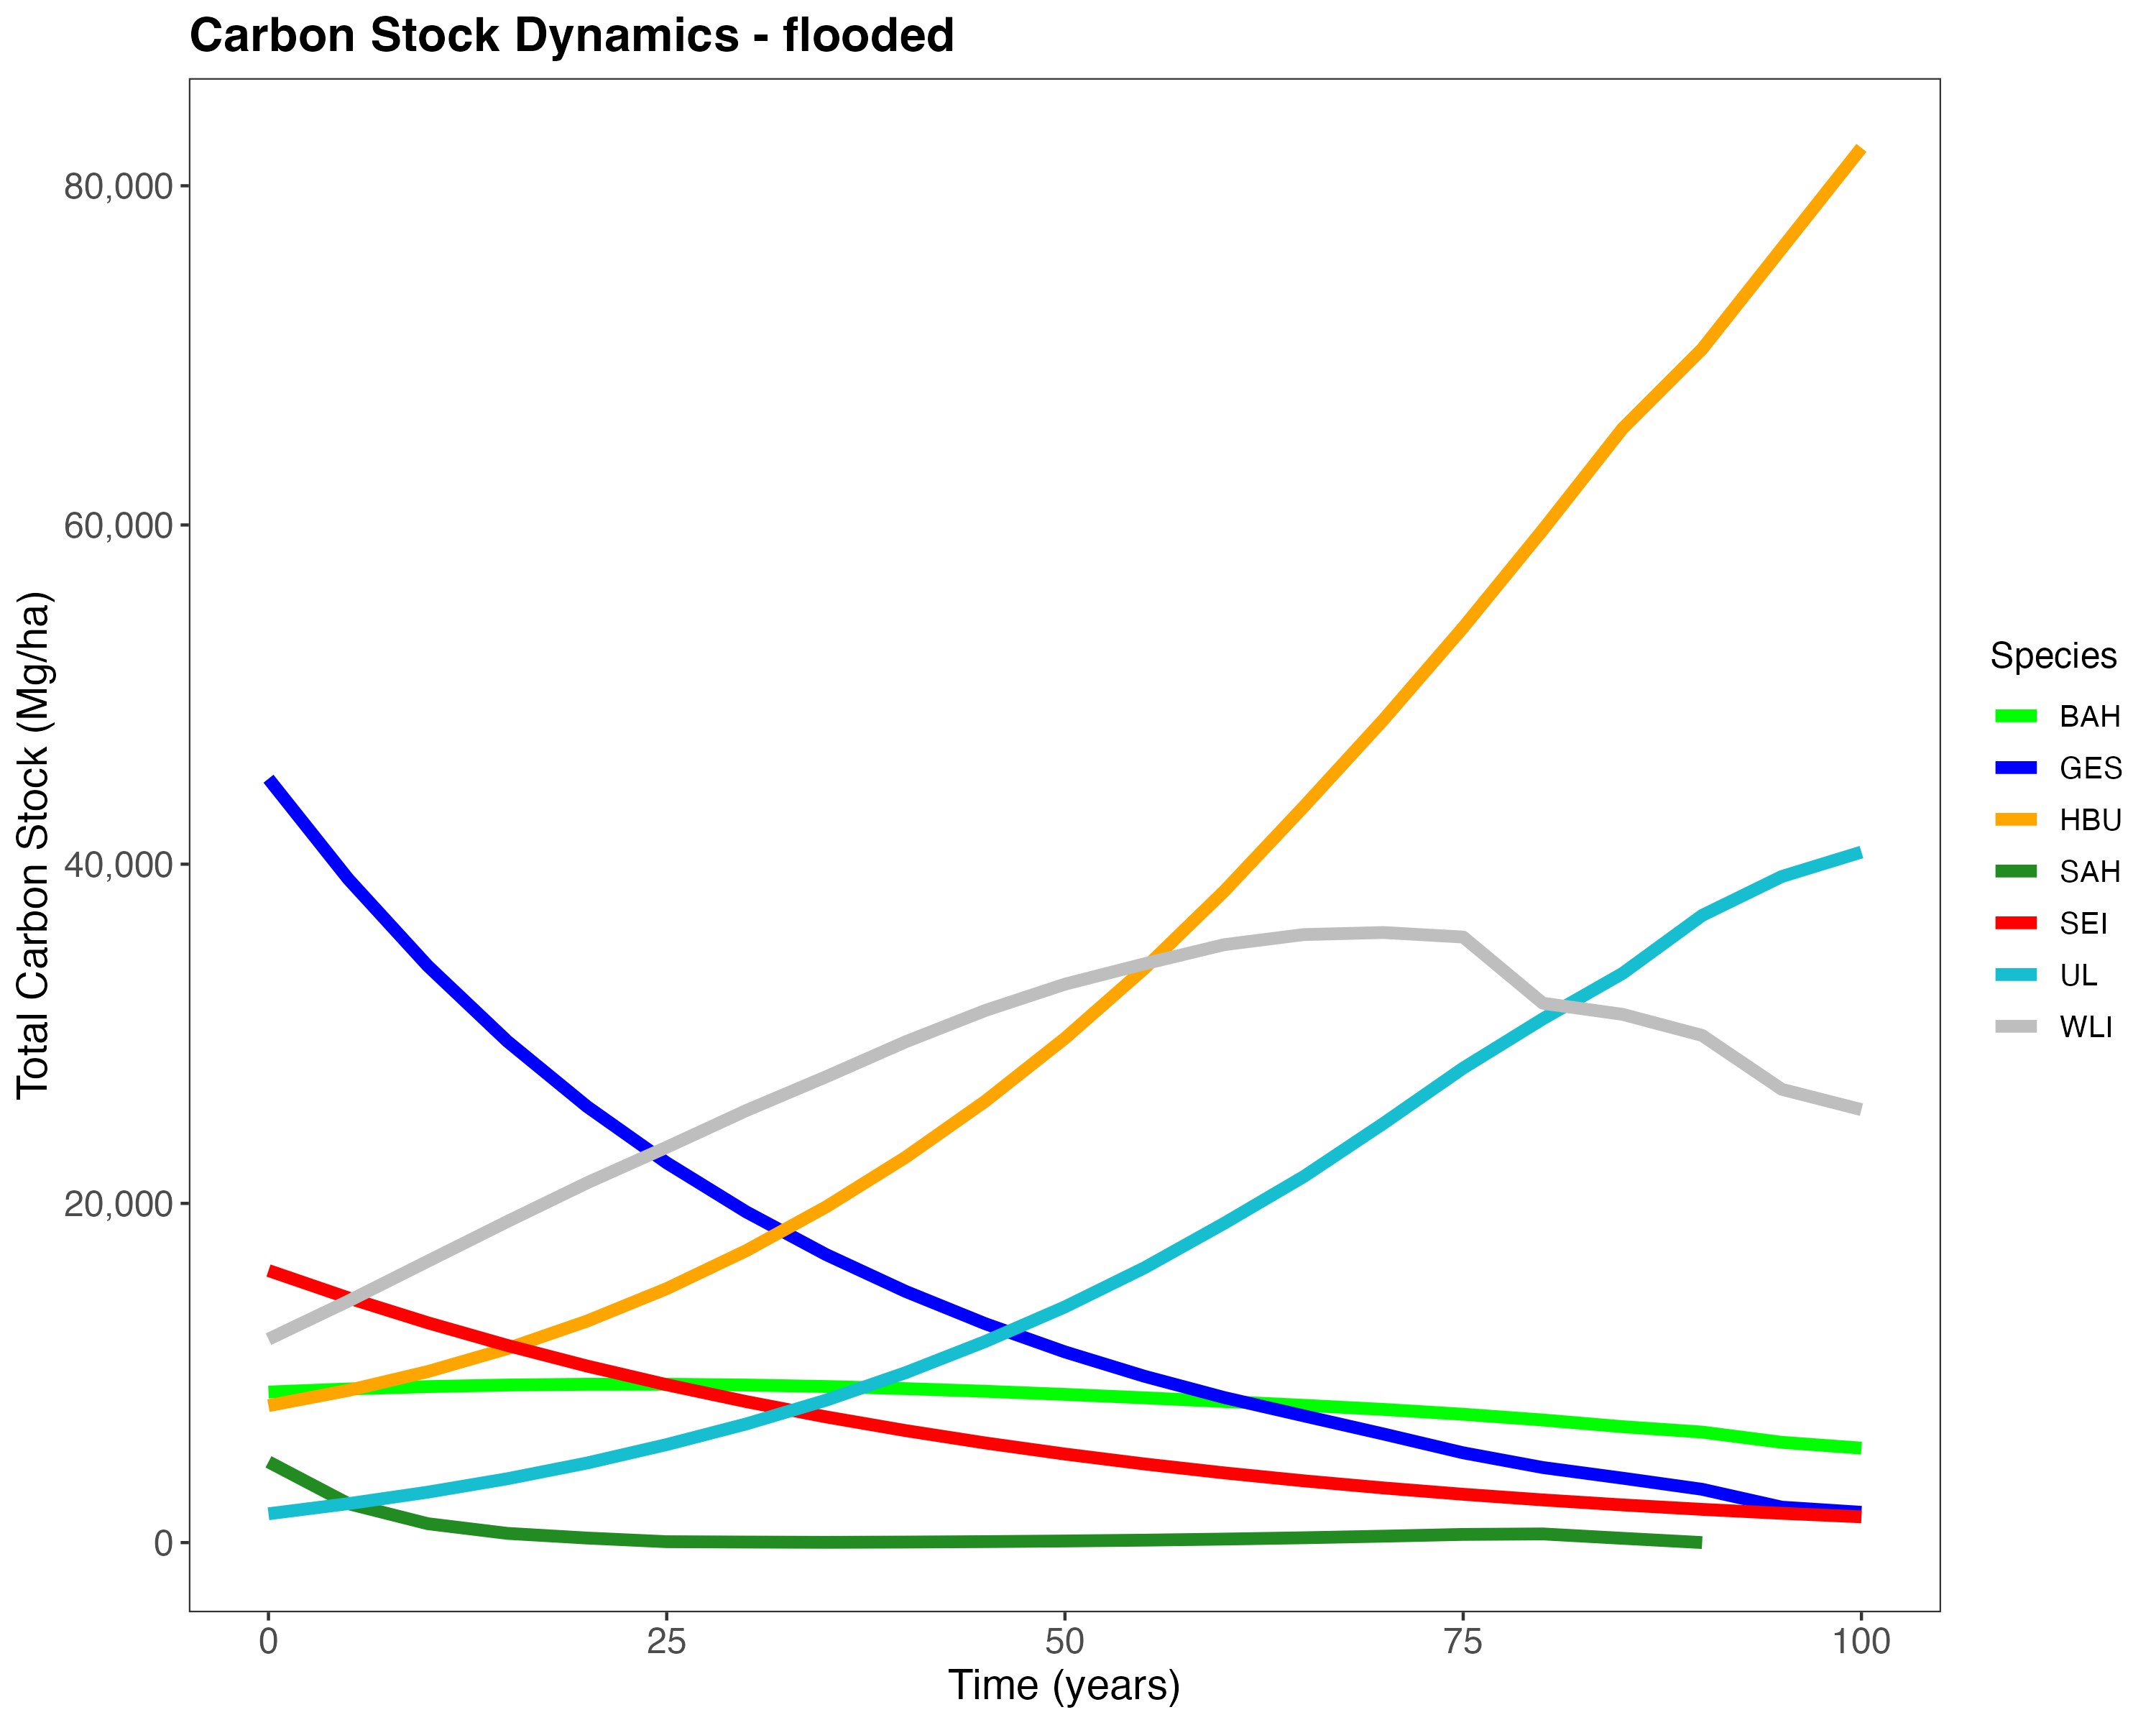 Carbon Stock Dynamics - flooded
Total Carbon Stock (Mg/ha)
80,000
60,000
40,000
20,000
0
0 25 50 75 100
Time (years)
Species
BAH
GES
HBU
SAH
SEI
UL
WLI